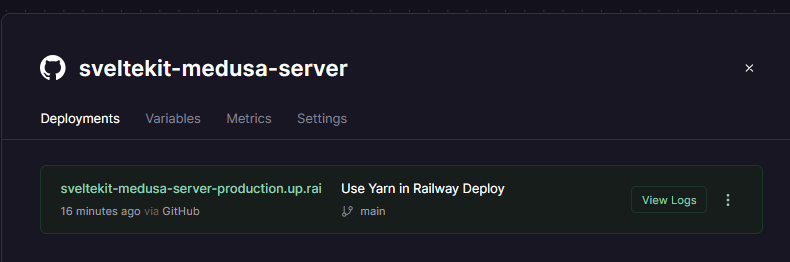 sveltekit-medusa-server
Deployments Variables Metrics Settings
sveltekit-medusa-server-production.up.rai Use Yarn in Railway Deploy
16 minutes ago via GitHub main
View Logs